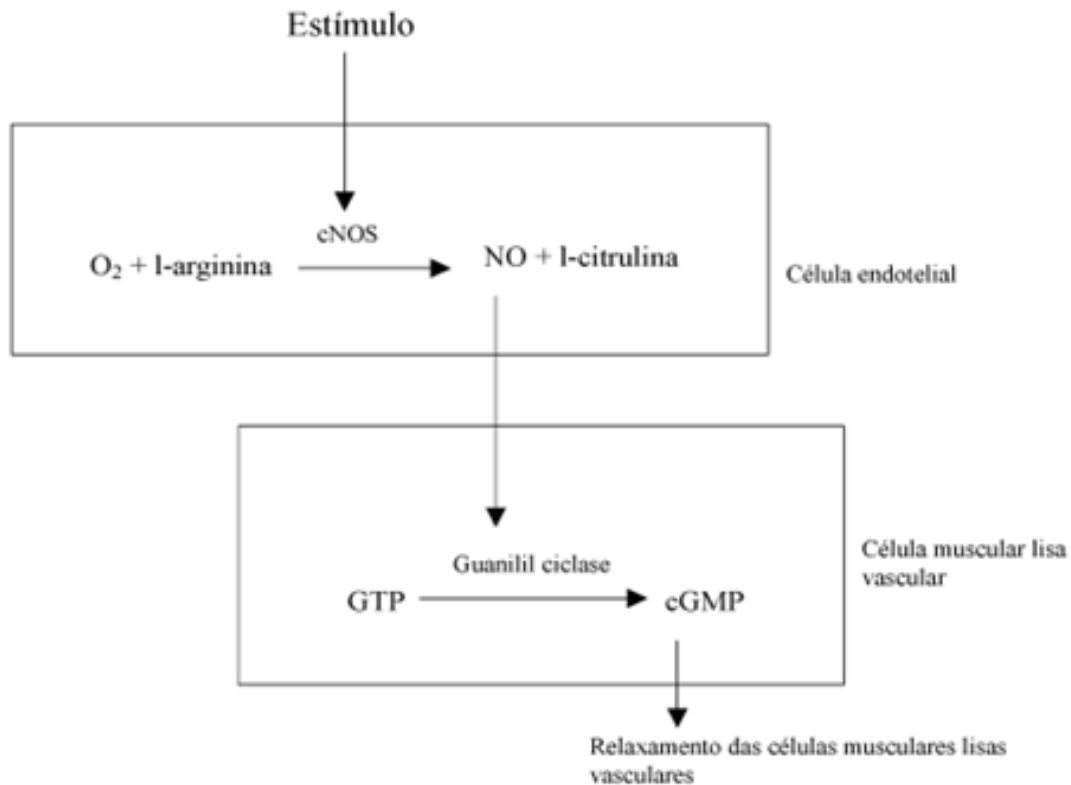 Estímulo
cNOS
O₂ + l-arginina
NO + l-citrulina
Célula endotelial
Guanilil ciclase
GTP
cGMP
Célula muscular lisa
vascular
Relaxamento das células musculares lisas
vasculares